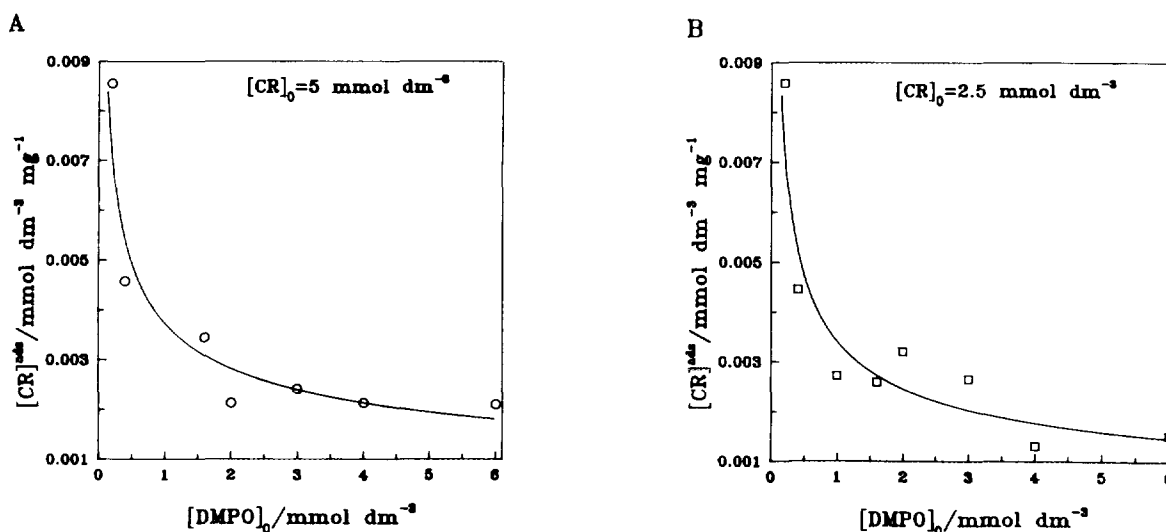 A
[CR]₀=5 mmol dm⁻³
0.009
0.007
0.005
0.003
0.001
[CR]ᵃᵈˢ/mmol dm⁻³ mg⁻¹
0 1 2 3 4 5 6
[DMPO]₀/mmol dm⁻³
B
[CR]₀=2.5 mmol dm⁻³
0.009
0.007
0.005
0.003
0.001
[CR]ᵃᵈˢ/mmol dm⁻³ mg⁻¹
0 1 2 3 4 5
[DMPO]₀/mmol dm⁻³